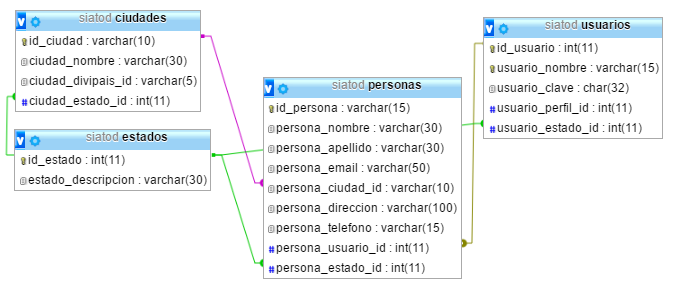 siatod ciudades
id_ciudad : varchar(10)
ciudad_nombre : varchar(30)
ciudad_divipais_id : varchar(5)
ciudad_estado_id : int(11)
siatod estados
id_estado : int(11)
estado_descripcion : varchar(30)
siatod personas
id_persona : varchar(15)
persona_nombre : varchar(30)
persona_apellido : varchar(30)
persona_email : varchar(50)
persona_ciudad_id : varchar(10)
persona_direccion : varchar(100)
persona_telefono : varchar(15)
persona_usuario_id : int(11)
persona_estado_id : int(11)
siatod usuarios
id_usuario : int(11)
usuario_nombre : varchar(15)
usuario_clave : char(32)
usuario_perfil_id : int(11)
usuario_estado_id : int(11)